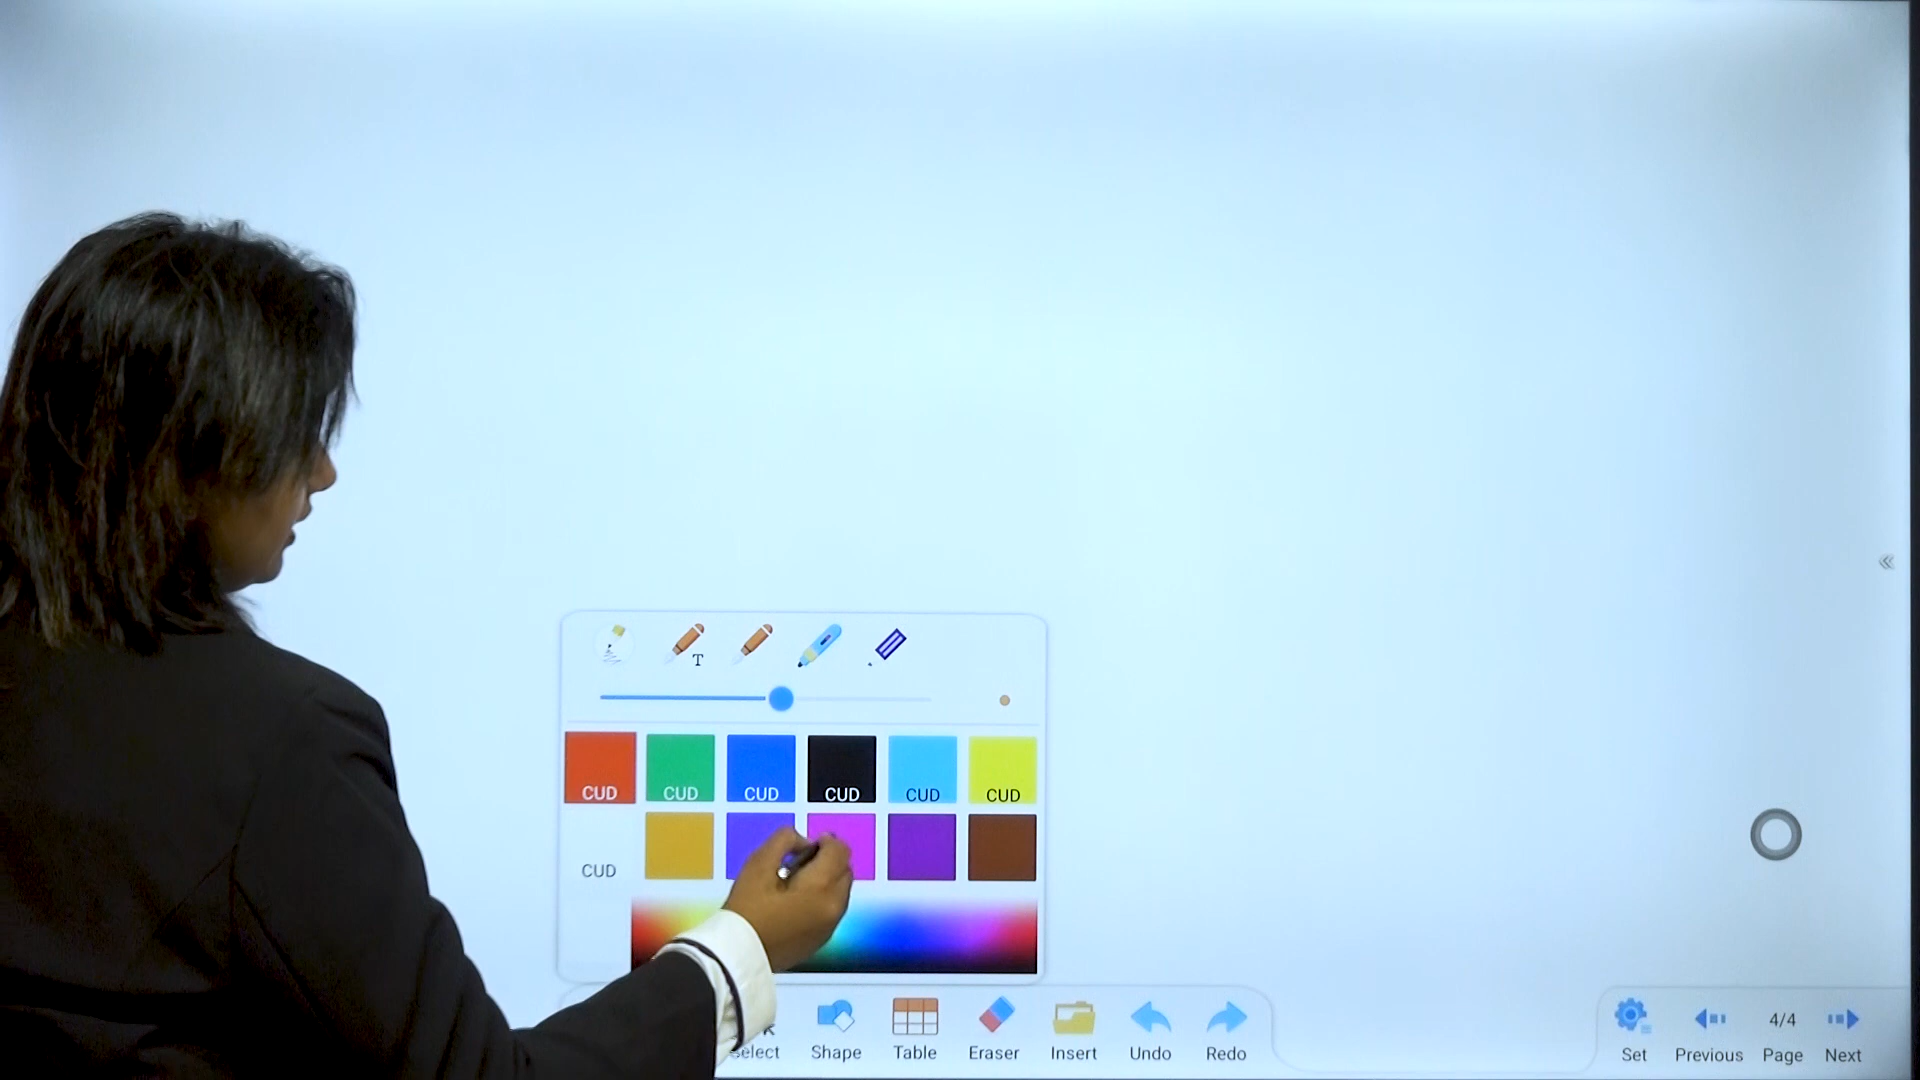 T
CUD CUD CUD CUD CUD CUD
CUD
Select Shape Table Eraser Insert Undo Redo
4/4
Set Previous Page Next